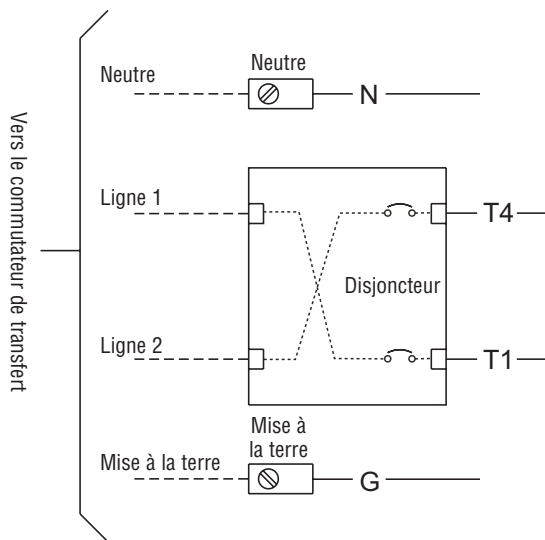 Vers le commutateur de transfert
Neutre
Neutre
N
Ligne 1
T4
Disjoncteur
Ligne 2
T1
Mise à la terre
Mise à
la terre
G